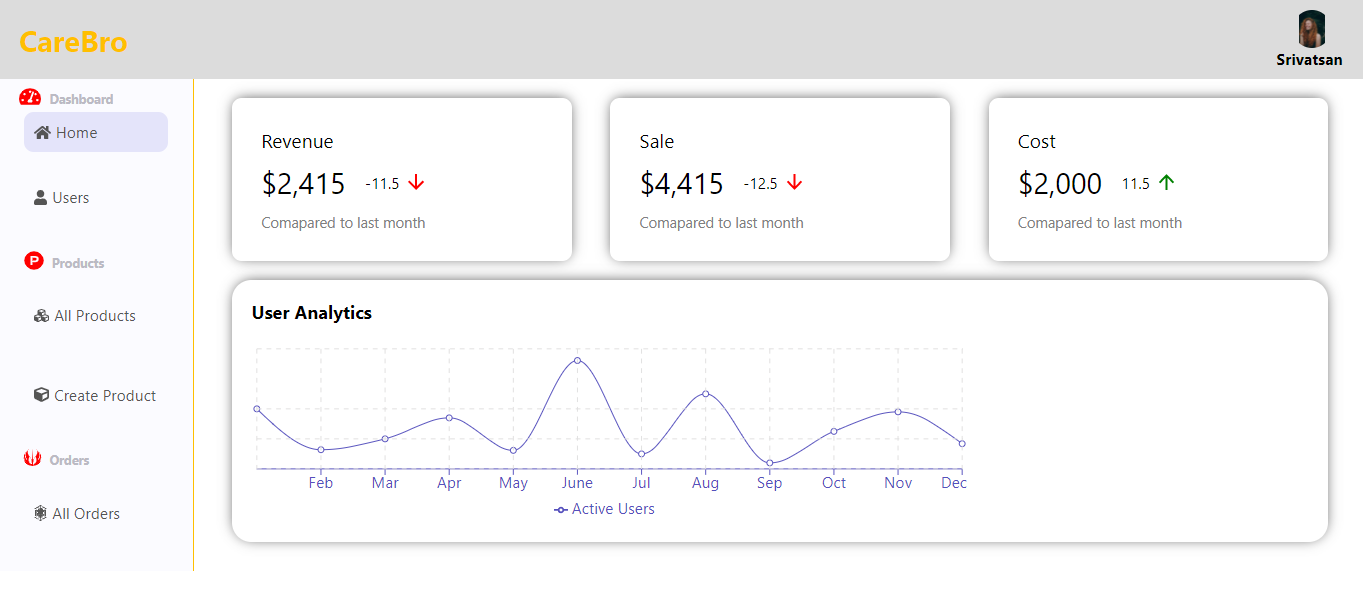 CareBro
Srivatsan
Dashboard
Home
Users
Products
All Products
Create Product
Orders
All Orders
Revenue
$2,415 -11.5
Comapared to last month
Sale
$4,415 -12.5
Comapared to last month
Cost
$2,000 11.5
Comapared to last month
User Analytics
Feb Mar Apr May June Jul Aug Sep Oct Nov Dec
Active Users